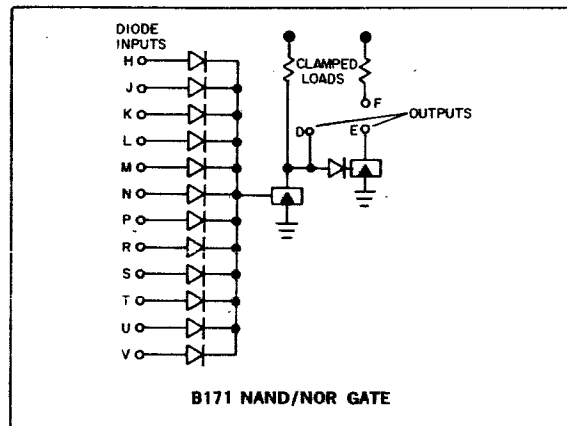 DIODE
INPUTS
H
J
K
L
M
N
P
R
S
T
U
V
CLAMPED
LOADS
F
D
E
OUTPUTS
B171 NAND/NOR GATE